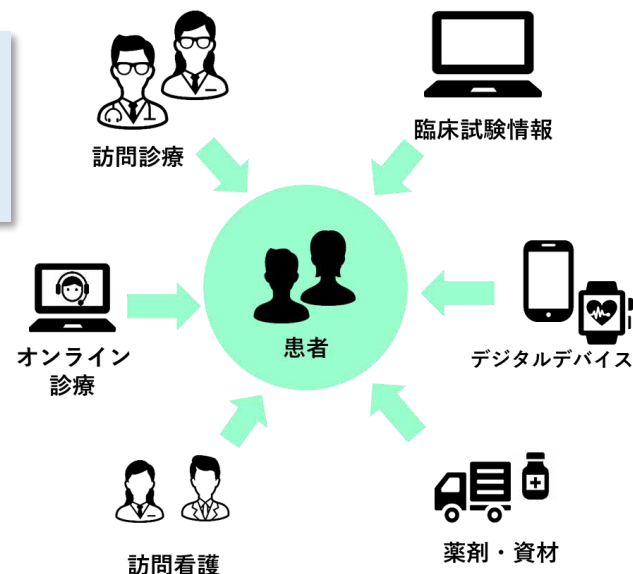 訪問診療
臨床試験情報
オンライン
診療
患者
デジタルデバイス
訪問看護
薬剤・資材